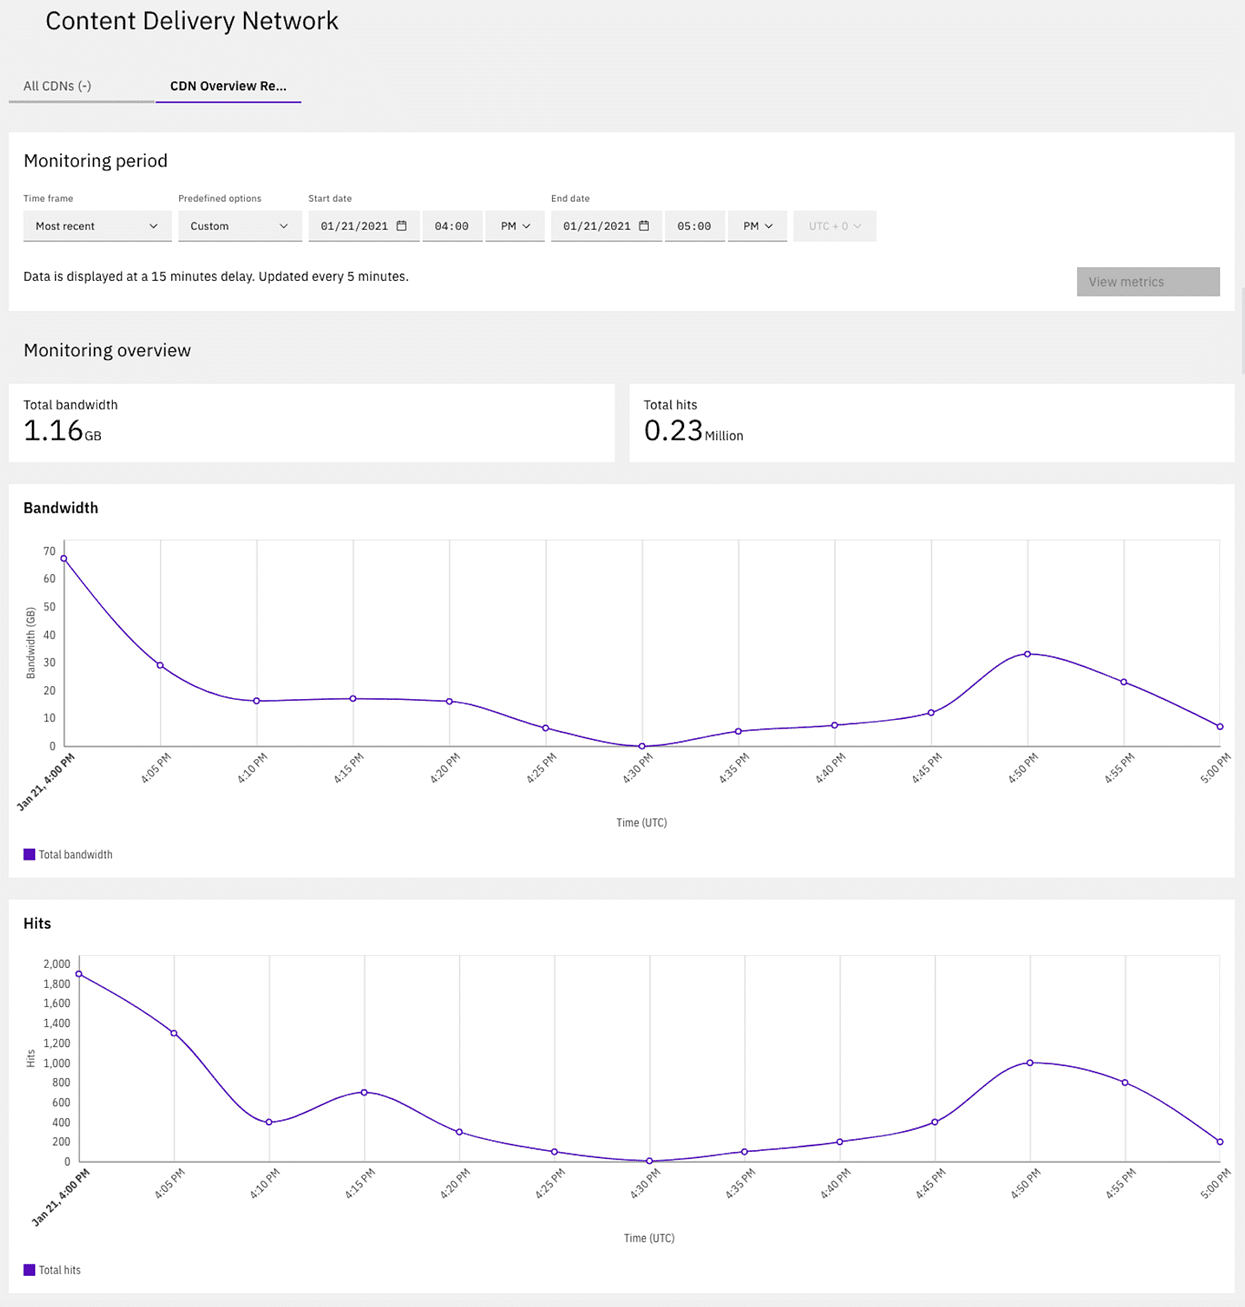 Content Delivery Network
All CDNs (-) CDN Overview Re...
Monitoring period
Time frame Predefined options Start date End date
Most recent Custom 01/21/2021 04:00 PM 01/21/2021 05:00 PM UTC + 0
Data is displayed at a 15 minutes delay. Updated every 5 minutes.
View metrics
Monitoring overview
Total bandwidth
1.16 GB
Total hits
0.23 Million
Bandwidth
70
60
50
40
30
20
10
0
Bandwidth (GB)
Jan 21, 4:00 PM 4:05 PM 4:10 PM 4:15 PM 4:20 PM 4:25 PM 4:30 PM 4:35 PM 4:40 PM 4:45 PM 4:50 PM 4:55 PM 5:00 PM
Time (UTC)
Total bandwidth
Hits
2,000
1,800
1,600
1,400
1,200
1,000
800
600
400
200
0
Hits
Jan 21, 4:00 PM 4:05 PM 4:10 PM 4:15 PM 4:20 PM 4:25 PM 4:30 PM 4:35 PM 4:40 PM 4:45 PM 4:50 PM 4:55 PM 5:00 PM
Time (UTC)
Total hits